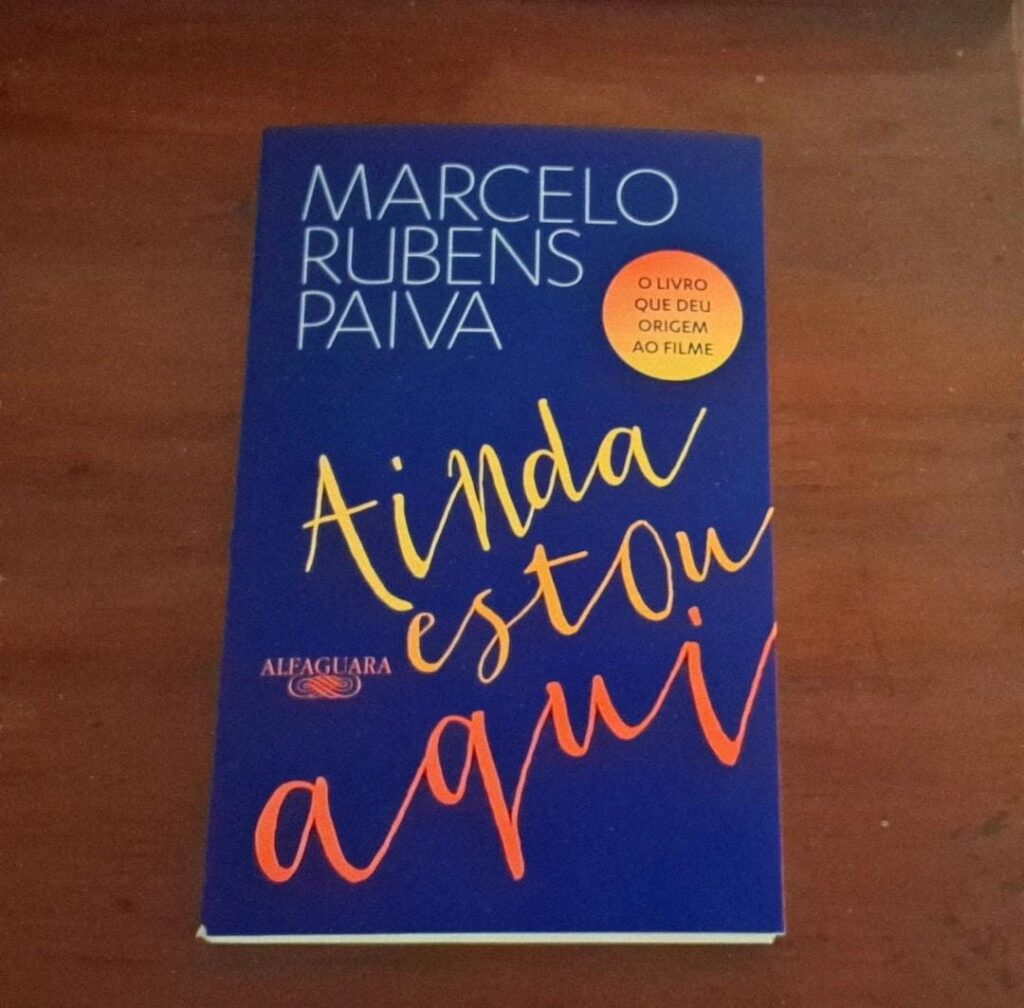 MARCELO
RUBENS
PAIVA
O LIVRO
QUE DEU
ORIGEM
AO FILME
Ainda
estou
aqui
ALFAGUARA